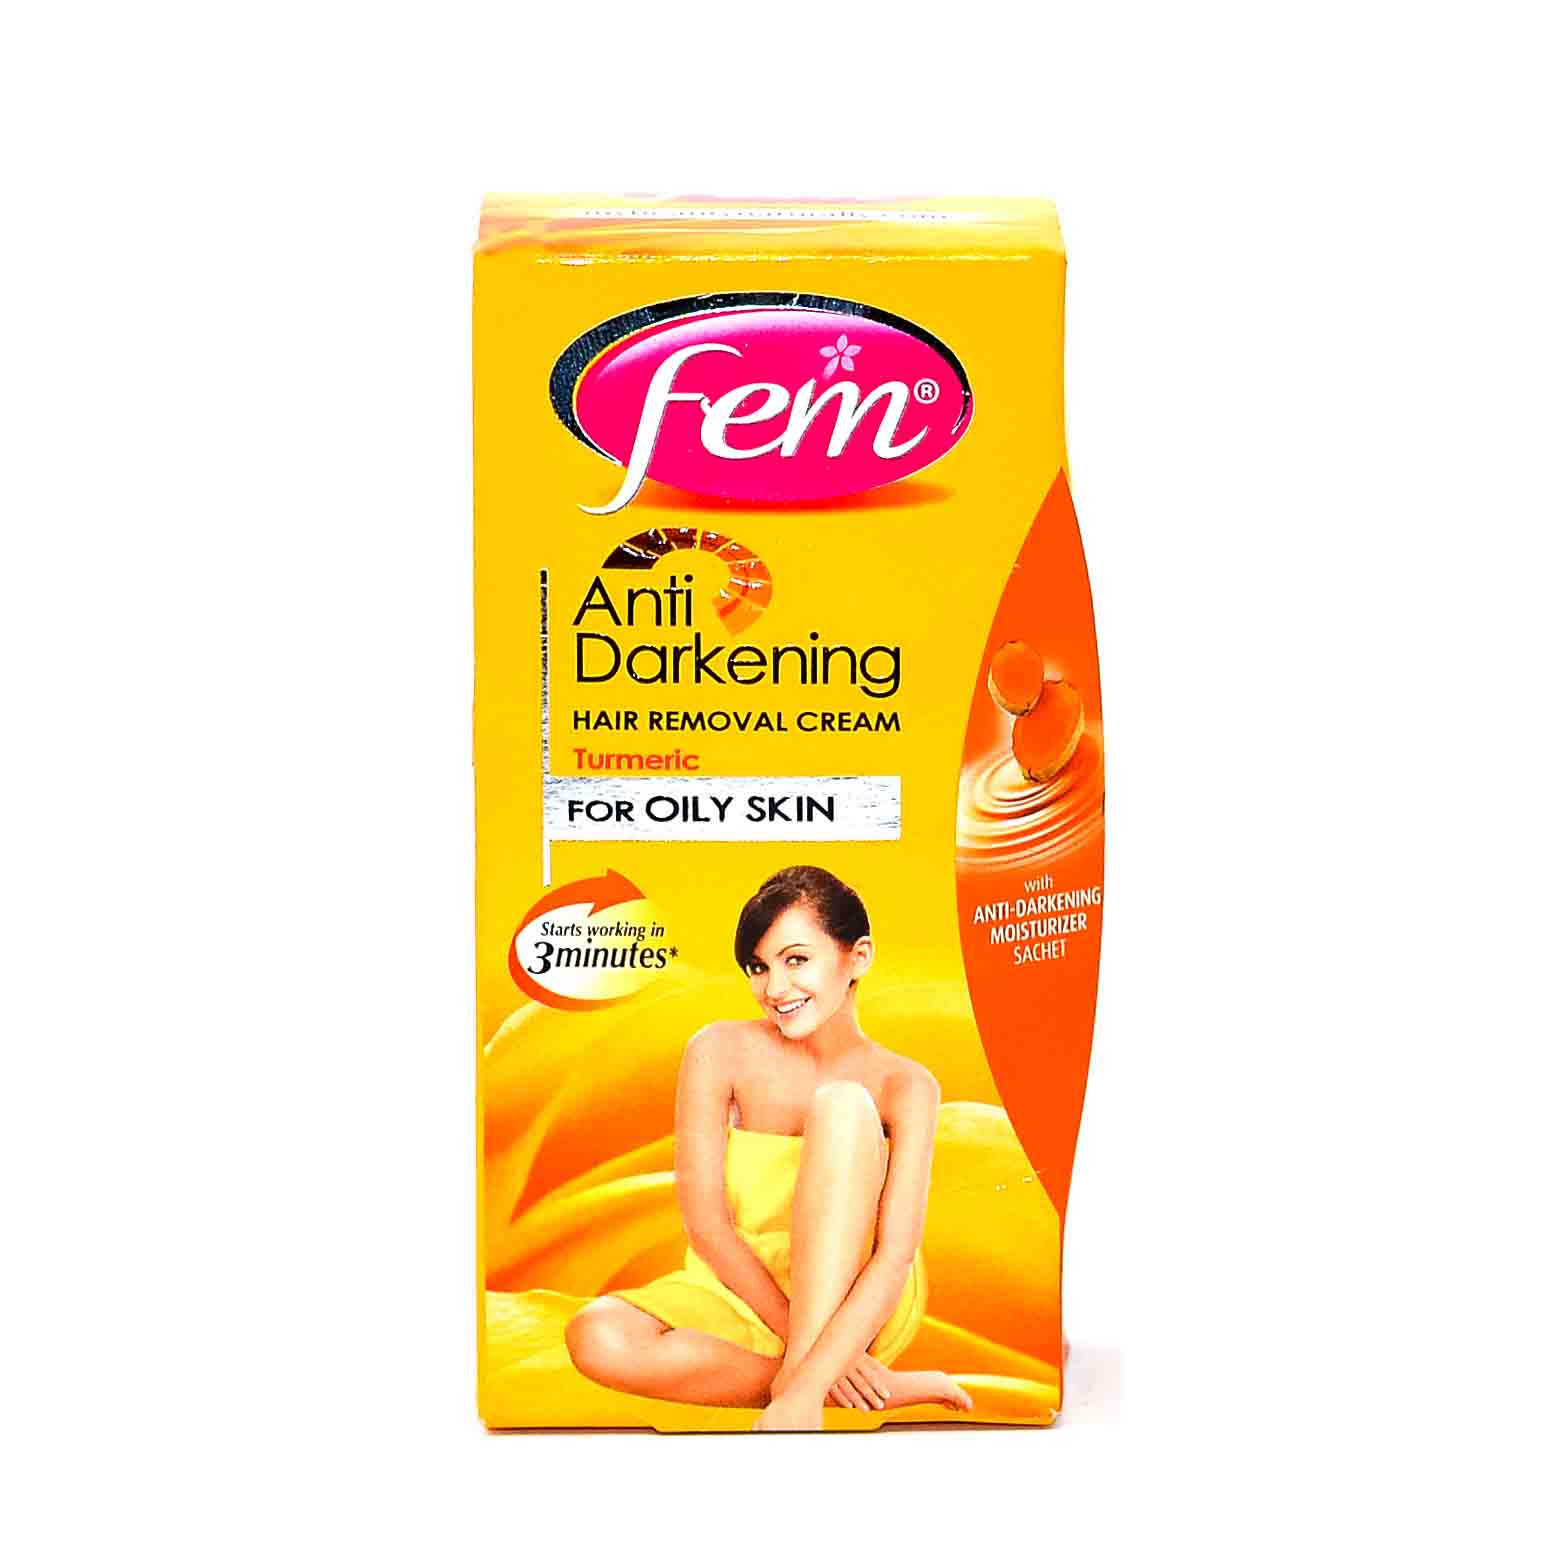 fem®
Anti
Darkening
HAIR REMOVAL CREAM
Turmeric
FOR OILY SKIN
Starts working in
3minutes*
with
ANTI-DARKENING
MOISTURIZER
SACHET